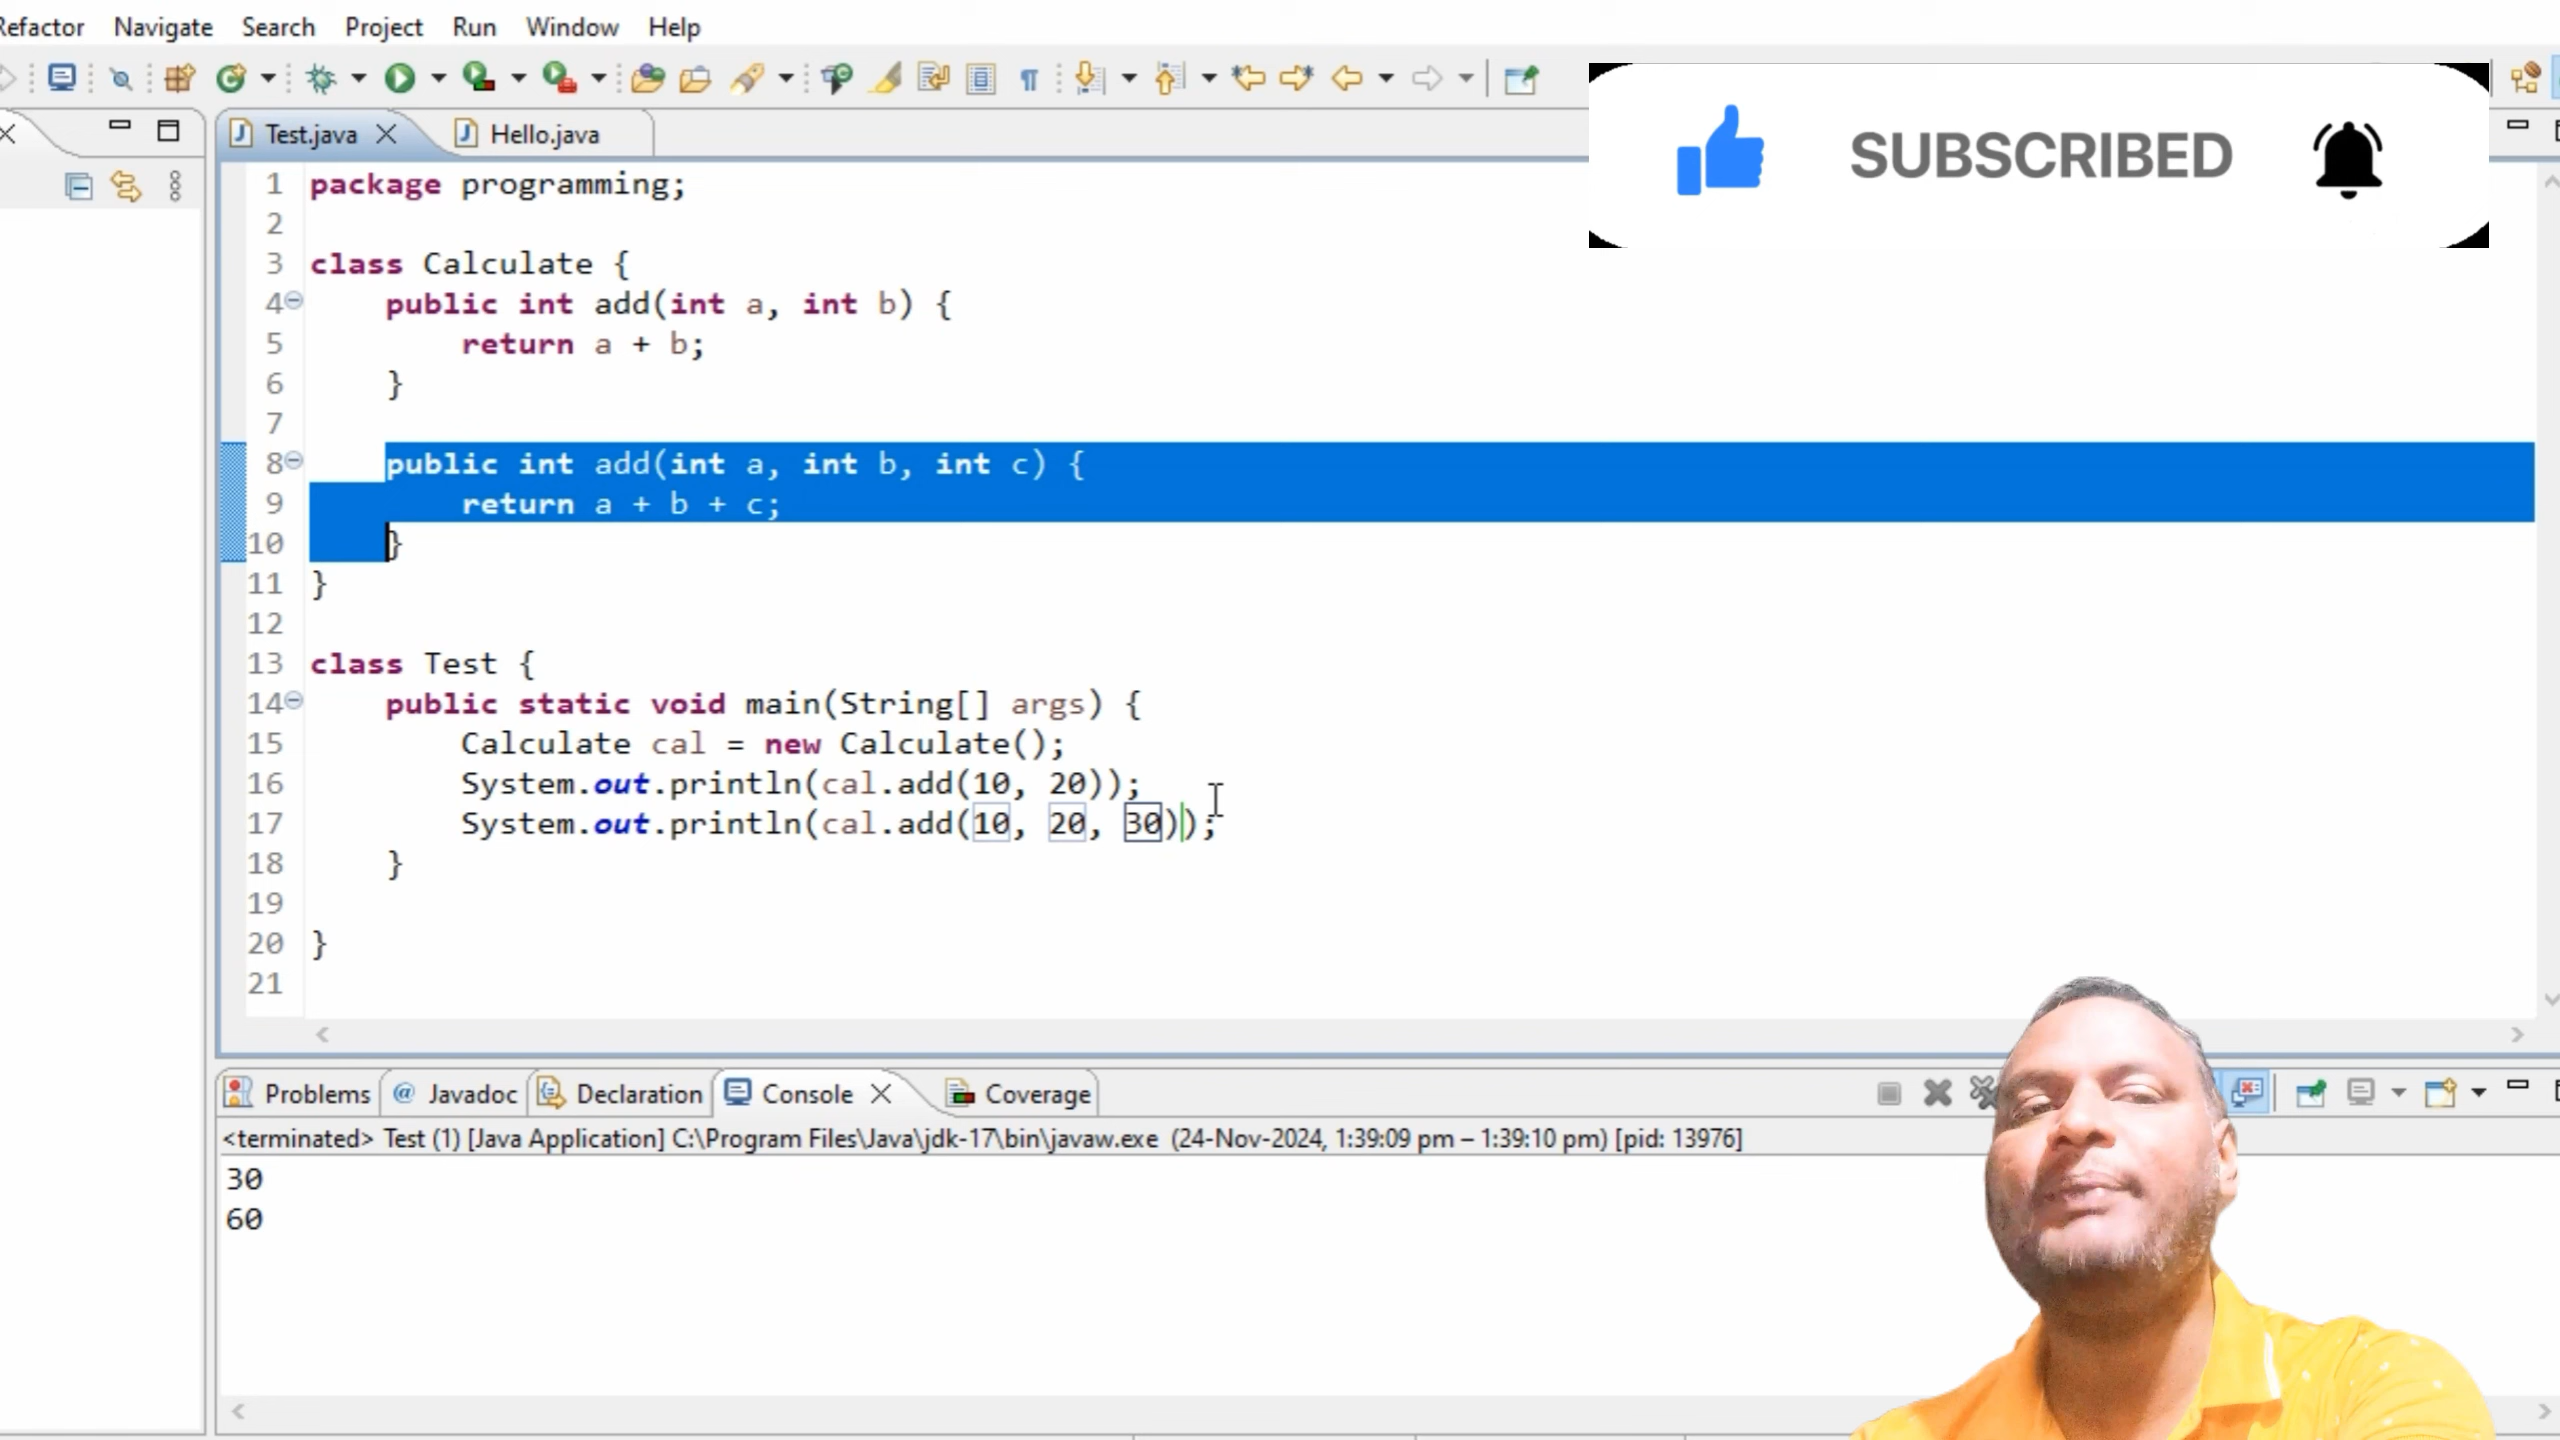 Refactor Navigate Search Project Run Window Help
SUBSCRIBED
Test.java Hello.java
1 package programming;
2
3 class Calculate {
4 public int add(int a, int b) {
5 return a + b;
6 }
7
8 public int add(int a, int b, int c) {
9 return a + b + c;
10 }
11 }
12
13 class Test {
14 public static void main(String[] args) {
15 Calculate cal = new Calculate();
16 System.out.println(cal.add(10, 20));
17 System.out.println(cal.add(10, 20, 30));
18 }
19
20 }
21
Problems Javadoc Declaration Console Coverage
<terminated> Test (1) [Java Application] C:\Program Files\Java\jdk-17\bin\javaw.exe (24-Nov-2024, 1:39:09 pm – 1:39:10 pm) [pid: 13976]
30
60